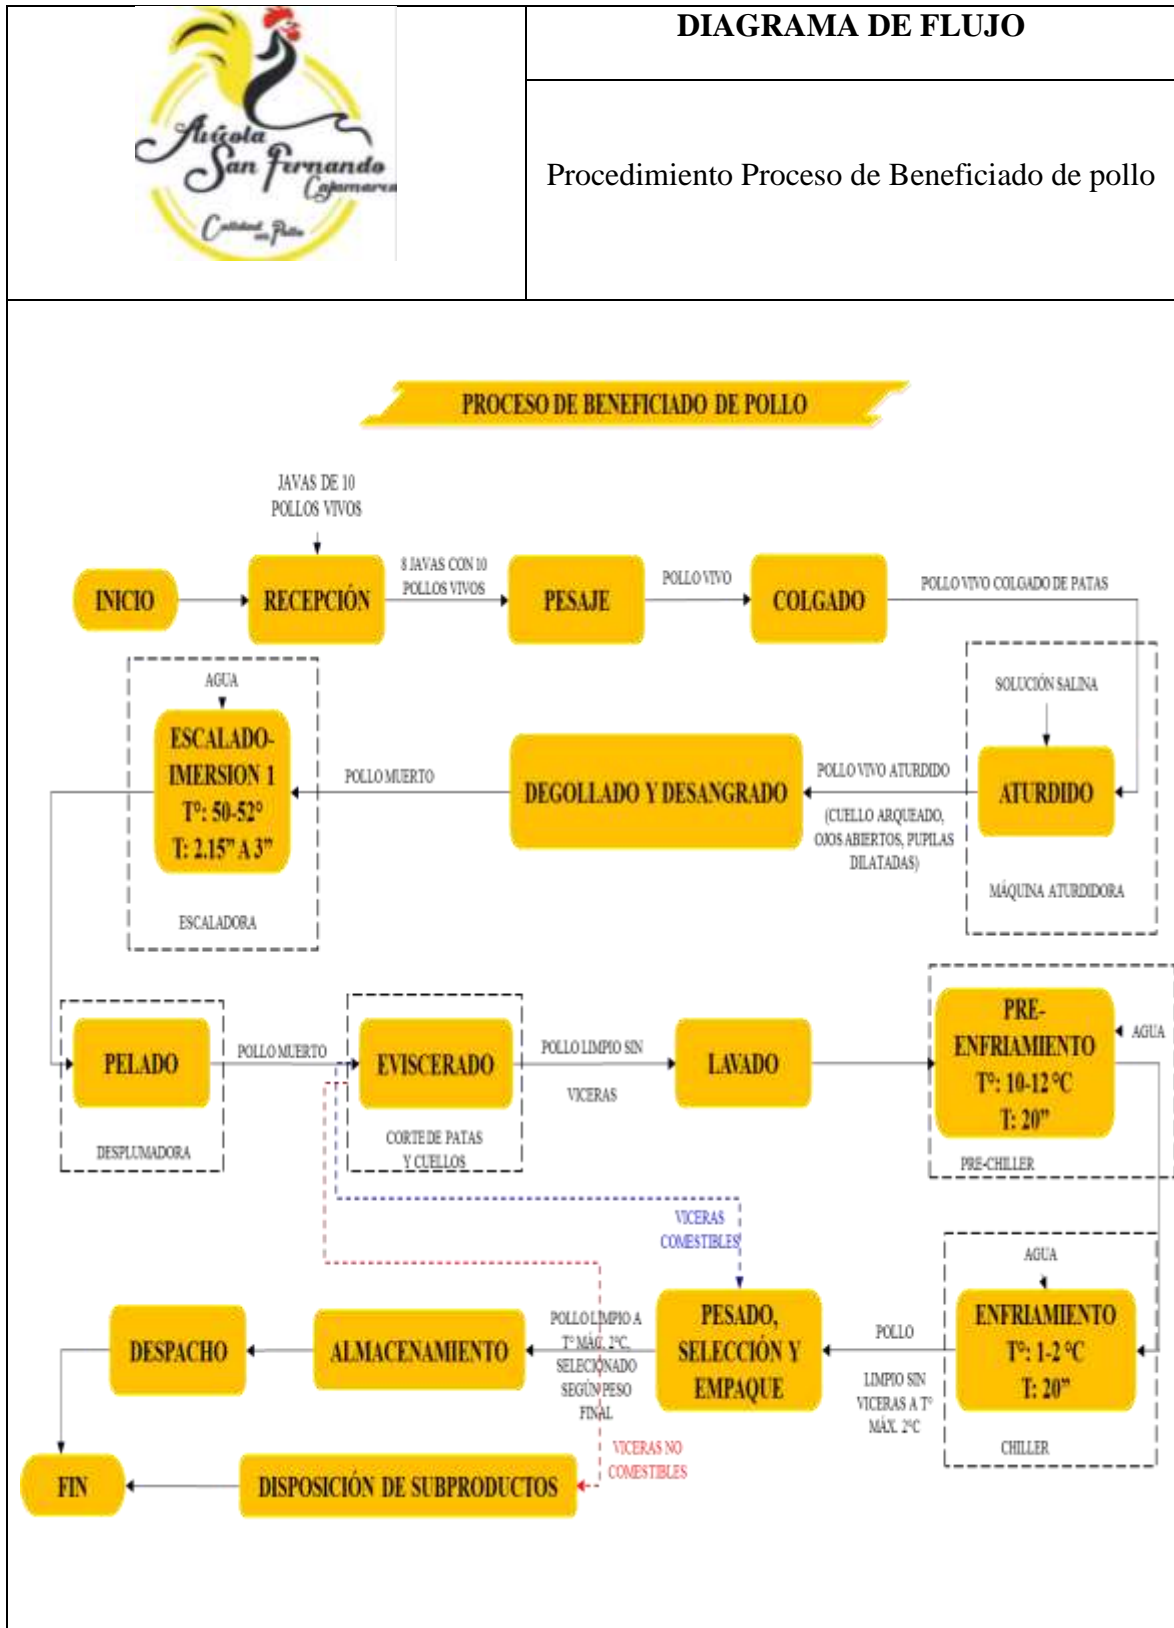 Avícola
San Fernando
Cajamarca
Calidad en Pollo
DIAGRAMA DE FLUJO
Procedimiento Proceso de Beneficiado de pollo
PROCESO DE BENEFICIADO DE POLLO
JAVAS DE 10
POLLOS VIVOS
INICIO
RECEPCIÓN
8 JAVAS CON 10
POLLOS VIVOS
PESAJE
POLLO VIVO
COLGADO
POLLO VIVO COLGADO DE PATAS
SOLUCIÓN SALINA
ATURDIDO
MÁQUINA ATURDIDORA
POLLO VIVO ATURDIDO
(CUELLO ARQUEADO,
OJOS ABIERTOS, PUPILAS
DILATADAS)
DEGOLLADO Y DESANGRADO
POLLO MUERTO
AGUA
ESCALADO-
IMERSION 1
Tº: 50-52º
T: 2.15” A 3”
ESCALADORA
PELADO
DESPLUMADORA
POLLO MUERTO
EVISCERADO
CORTE DE PATAS
Y CUELLOS
POLLO LIMPIO SIN
VICERAS
LAVADO
PRE-
ENFRIAMIENTO
Tº: 10-12 ºC
T: 20”
AGUA
PRE-CHILLER
VICERAS
COMESTIBLES
AGUA
ENFRIAMIENTO
Tº: 1-2 ºC
T: 20”
CHILLER
POLLO
LIMPIO SIN
VICERAS A Tº
MÁX. 2ºC
PESADO,
SELECCIÓN Y
EMPAQUE
POLLO LIMPIO A
Tº MÁX. 2ºC,
SELECIONADO
SEGÚN PESO
FINAL
ALMACENAMIENTO
DESPACHO
VICERAS NO
COMESTIBLES
DISPOSICIÓN DE SUBPRODUCTOS
FIN